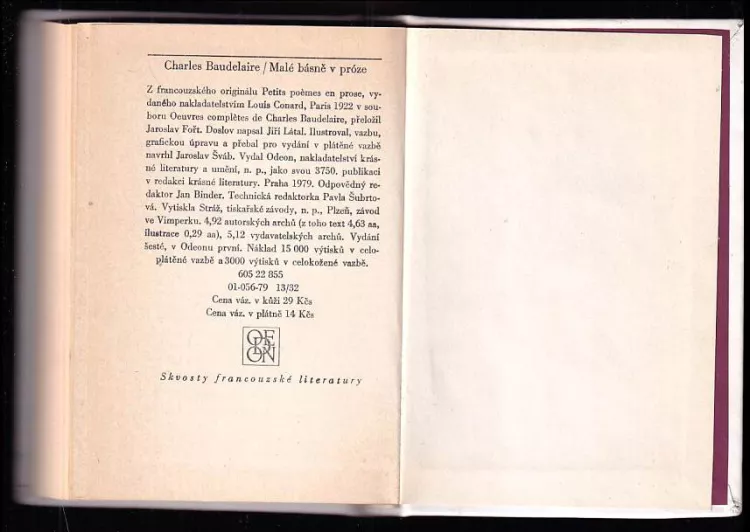 Charles Baudelaire / Malé básně v próze
Z francouzského originálu Petits poèmes en prose, vy-
daného nakladatelstvím Louis Conard, Paris 1922 v sou-
boru Oeuvres complètes de Charles Baudelaire, přeložil
Jaroslav Fořt. Doslov napsal Jiří Látal. Ilustroval, vazbu,
grafickou úpravu a přebal pro vydání v plátěné vazbě
navrhl Jaroslav Šváb. Vydal Odeon, nakladatelství krás-
né literatury a umění, n. p., jako svou 3750. publikaci
v redakci krásné literatury. Praha 1979. Odpovědný re-
daktor Jan Binder. Technická redaktorka Pavla Šubrto-
vá. Vytiskla Stráž, tiskařské závody, n. p., Plzeň, závod
ve Vimperku. 4,92 autorských archů (z toho text 4,63 aa,
ilustrace 0,29 aa), 5,12 vydavatelských archů. Vydání
šesté, v Odeonu první. Náklad 15 000 výtisků v celo-
plátěné vazbě a 3000 výtisků v celokožené vazbě.
605 22 855
01-056-79 13/32
Cena váz. v kůži 29 Kčs
Cena váz. v plátně 14 Kčs
ODEON
Skvosty francouzské literatury